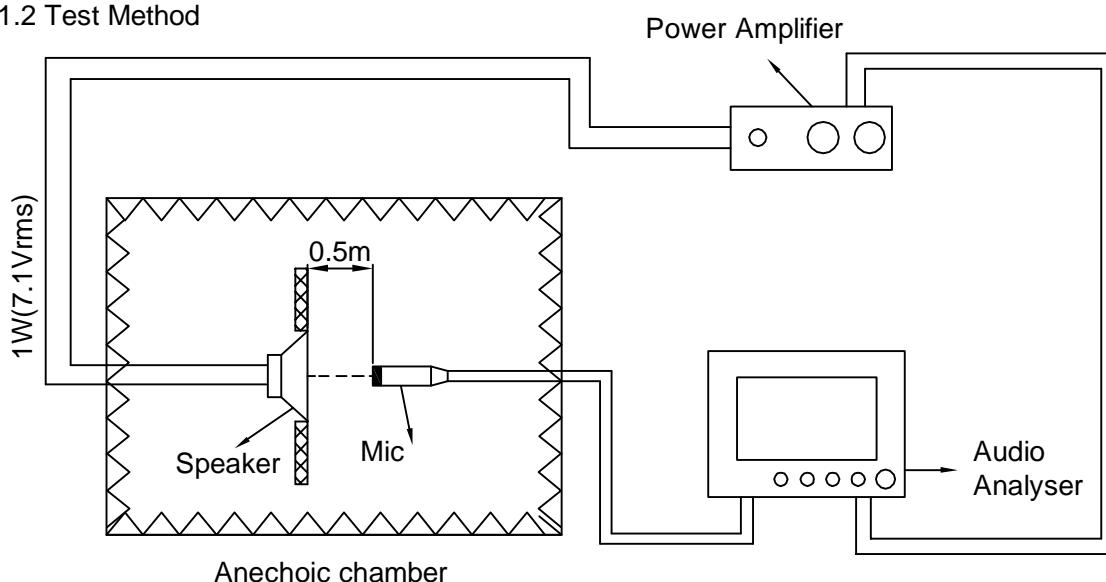 1.2 Test Method
Power Amplifier
1W(7.1Vrms)
0.5m
Speaker
Mic
Audio
Analyser
Anechoic chamber